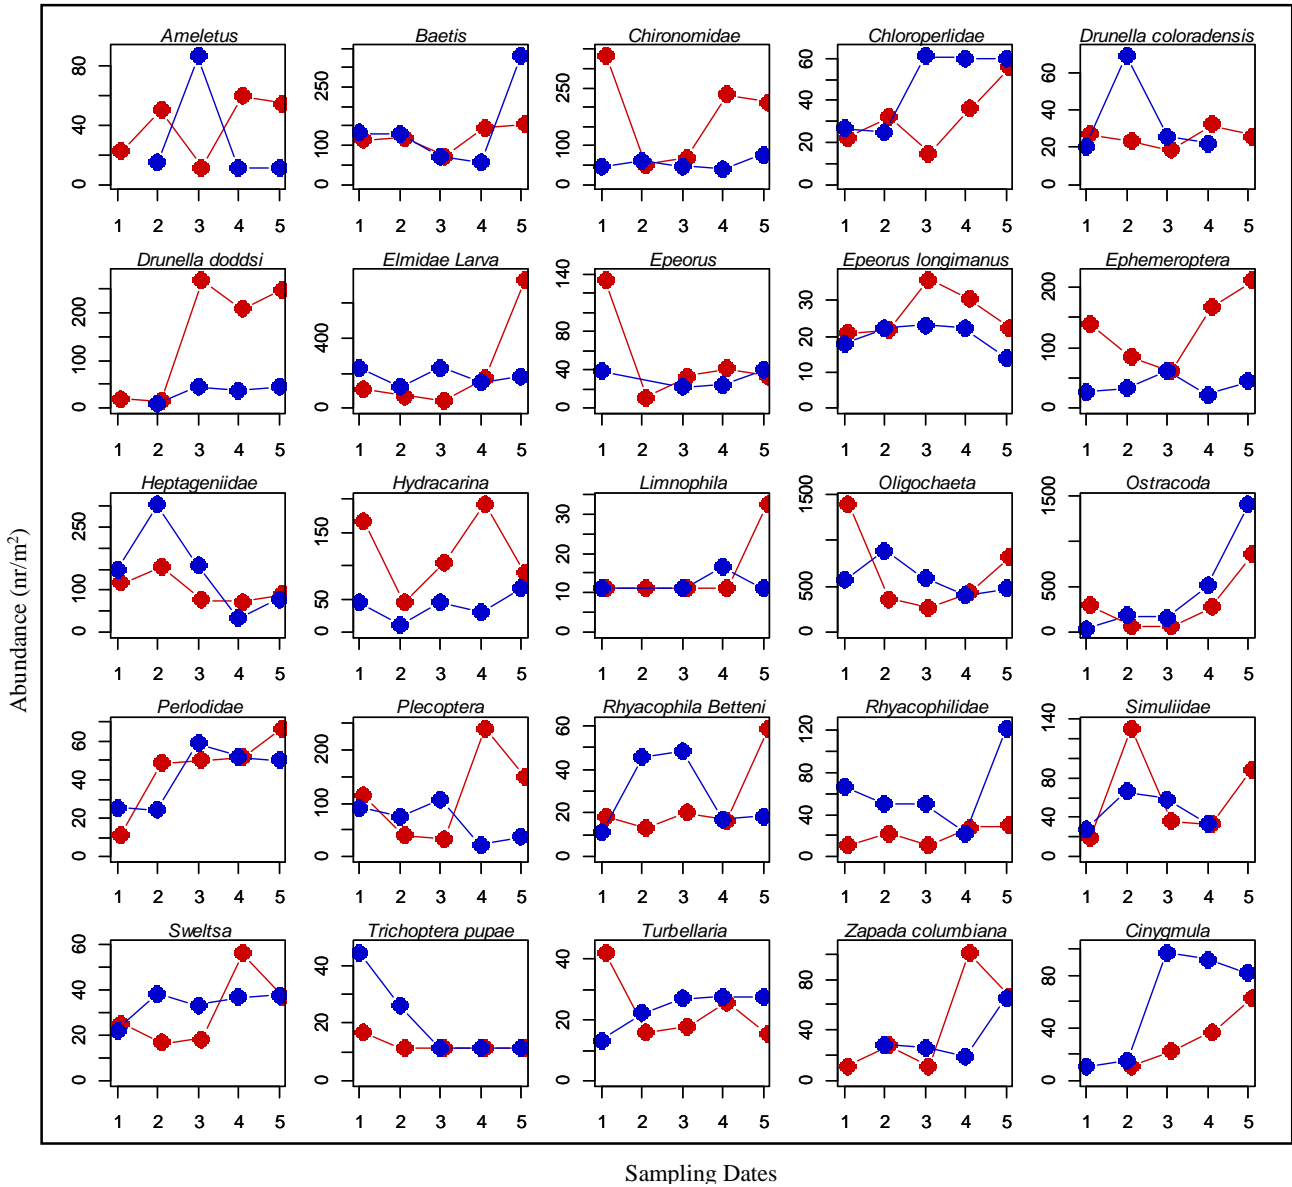 Ameletus
Baetis
Chironomidae
Chloroperlidae
Drunella coloradensis
0 40 80
0 100 250
0 100 250
0 20 40 60
0 20 40 60
1 2 3 4 5
1 2 3 4 5
1 2 3 4 5
1 2 3 4 5
1 2 3 4 5
Drunella doddsi
Elmidae Larva
Epeorus
Epeorus longimanus
Ephemeroptera
0 100 200
0 400
0 40 80 140
0 10 20 30
0 100 200
1 2 3 4 5
1 2 3 4 5
1 2 3 4 5
1 2 3 4 5
1 2 3 4 5
Heptageniidae
Hydracarina
Limnophila
Oligochaeta
Ostracoda
0 100 250
0 50 150
0 10 20 30
0 500 1500
0 500 1500
1 2 3 4 5
1 2 3 4 5
1 2 3 4 5
1 2 3 4 5
1 2 3 4 5
Perlodidae
Plecoptera
Rhyacophila Betteni
Rhyacophilidae
Simuliidae
0 20 40 60
0 100 200
0 20 40 60
0 40 80 120
0 40 80 140
1 2 3 4 5
1 2 3 4 5
1 2 3 4 5
1 2 3 4 5
1 2 3 4 5
Sweltsa
Trichoptera pupae
Turbellaria
Zapada columbiana
Cinygmula
0 20 40 60
0 20 40
0 20 40
0 40 80
0 40 80
1 2 3 4 5
1 2 3 4 5
1 2 3 4 5
1 2 3 4 5
1 2 3 4 5
Abundance (nr/m²)
Sampling Dates